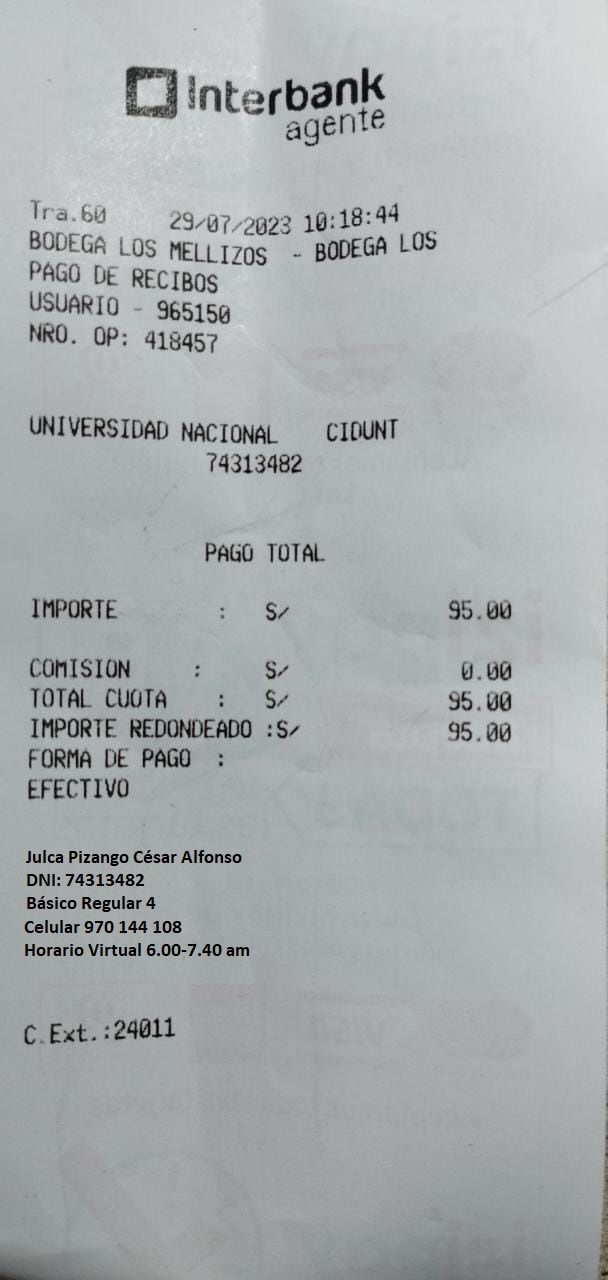 Interbank
agente
Tra.60 29/07/2023 10:18:44
BODEGA LOS MELLIZOS - BODEGA LOS
PAGO DE RECIBOS
USUARIO - 965150
NRO. OP: 418457
UNIVERSIDAD NACIONAL CIDUNT
74313482
PAGO TOTAL
IMPORTE : S/ 95.00
COMISION : S/ 0.00
TOTAL CUOTA : S/ 95.00
IMPORTE REDONDEADO :S/ 95.00
FORMA DE PAGO :
EFECTIVO
Julca Pizango César Alfonso
DNI: 74313482
Básico Regular 4
Celular 970 144 108
Horario Virtual 6.00-7.40 am
C.Ext.:24011